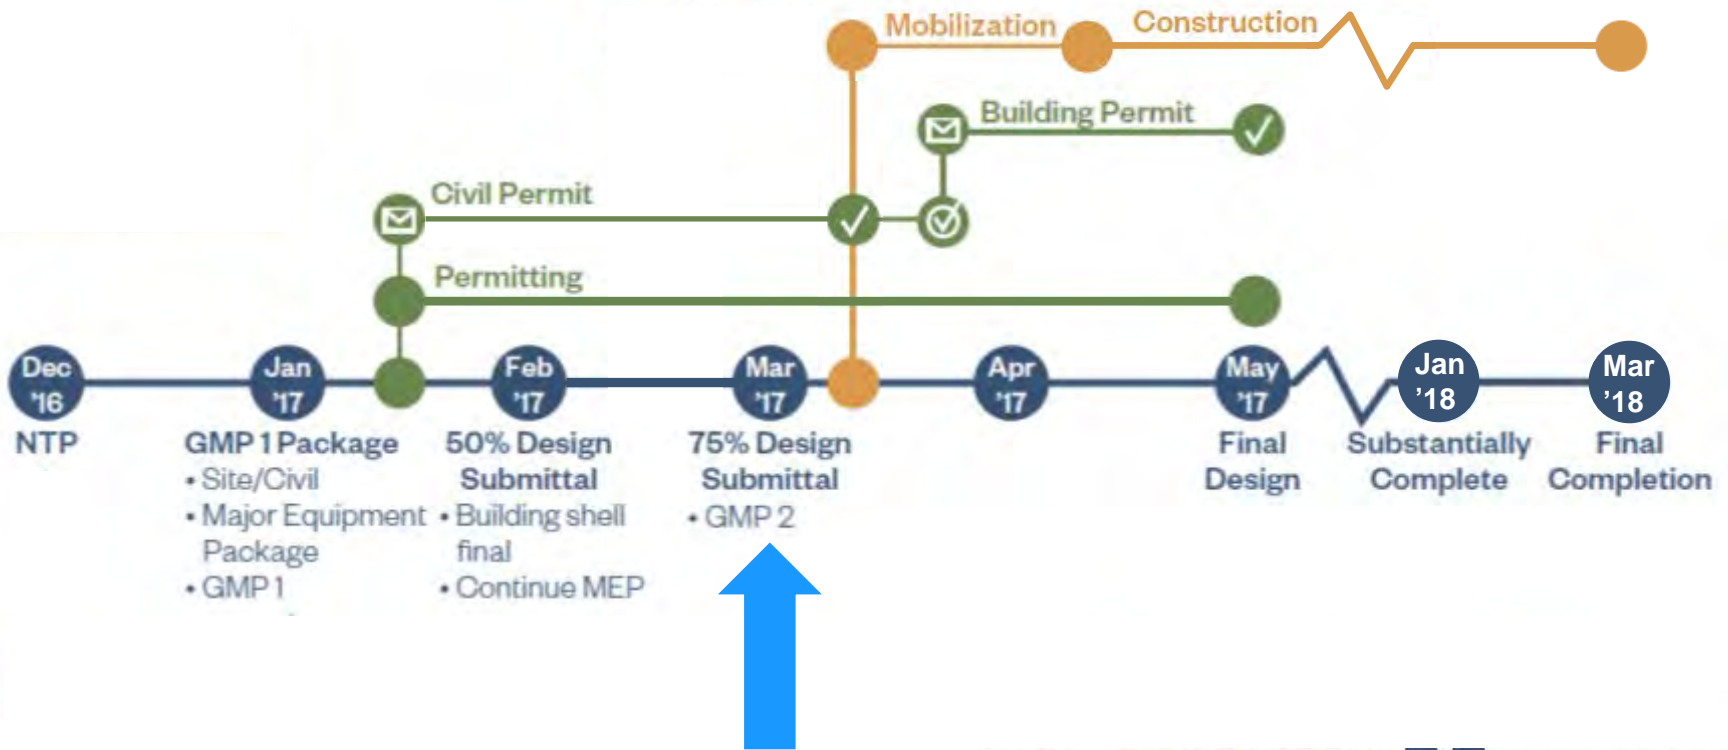 Mobilization
Construction
Building Permit
Civil Permit
Permitting
Dec
'16
Jan
'17
Feb
'17
Mar
'17
Apr
'17
May
'17
Jan
’18
Mar
’18
NTP
GMP 1 Package
• Site/Civil
• Major Equipment
Package
• GMP 1
50% Design
Submittal
• Building shell
final
• Continue MEP
75% Design
Submittal
• GMP 2
Final
Design
Substantially
Complete
Final
Completion